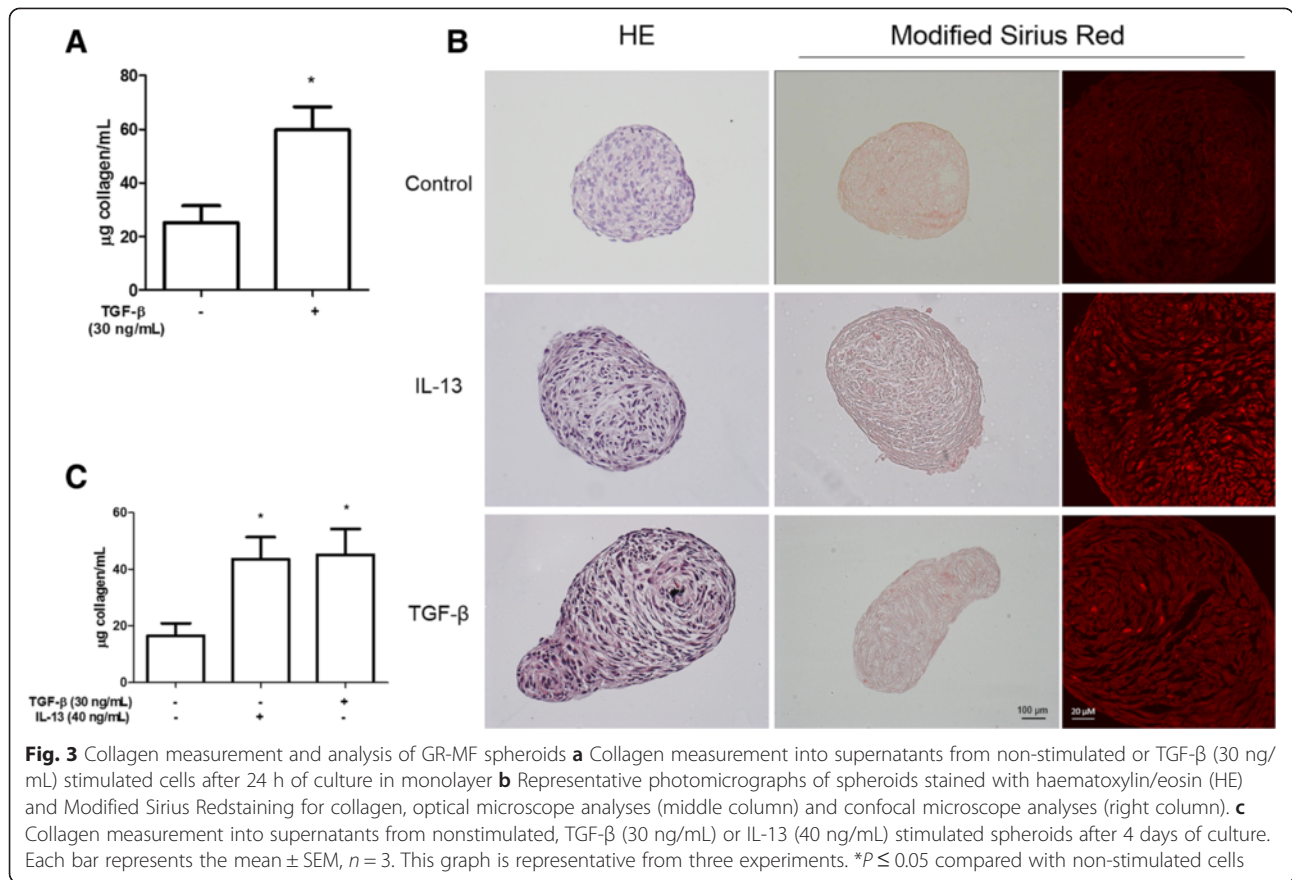 A
80
60
40
20
0
µg collagen/mL
*
TGF-β
(30 ng/mL)
-
+
B
HE
Modified Sirius Red
Control
IL-13
TGF-β
100 µm
20 µM
C
60
40
20
0
µg collagen/mL
*
*
TGF-β (30 ng/mL) - - +
IL-13 (40 ng/mL) - + -
Fig. 3 Collagen measurement and analysis of GR-MF spheroids a Collagen measurement into supernatants from non-stimulated or TGF-β (30 ng/
mL) stimulated cells after 24 h of culture in monolayer b Representative photomicrographs of spheroids stained with haematoxylin/eosin (HE)
and Modified Sirius Redstaining for collagen, optical microscope analyses (middle column) and confocal microscope analyses (right column). c
Collagen measurement into supernatants from nonstimulated, TGF-β (30 ng/mL) or IL-13 (40 ng/mL) stimulated spheroids after 4 days of culture.
Each bar represents the mean ± SEM, n = 3. This graph is representative from three experiments. *P ≤ 0.05 compared with non-stimulated cells